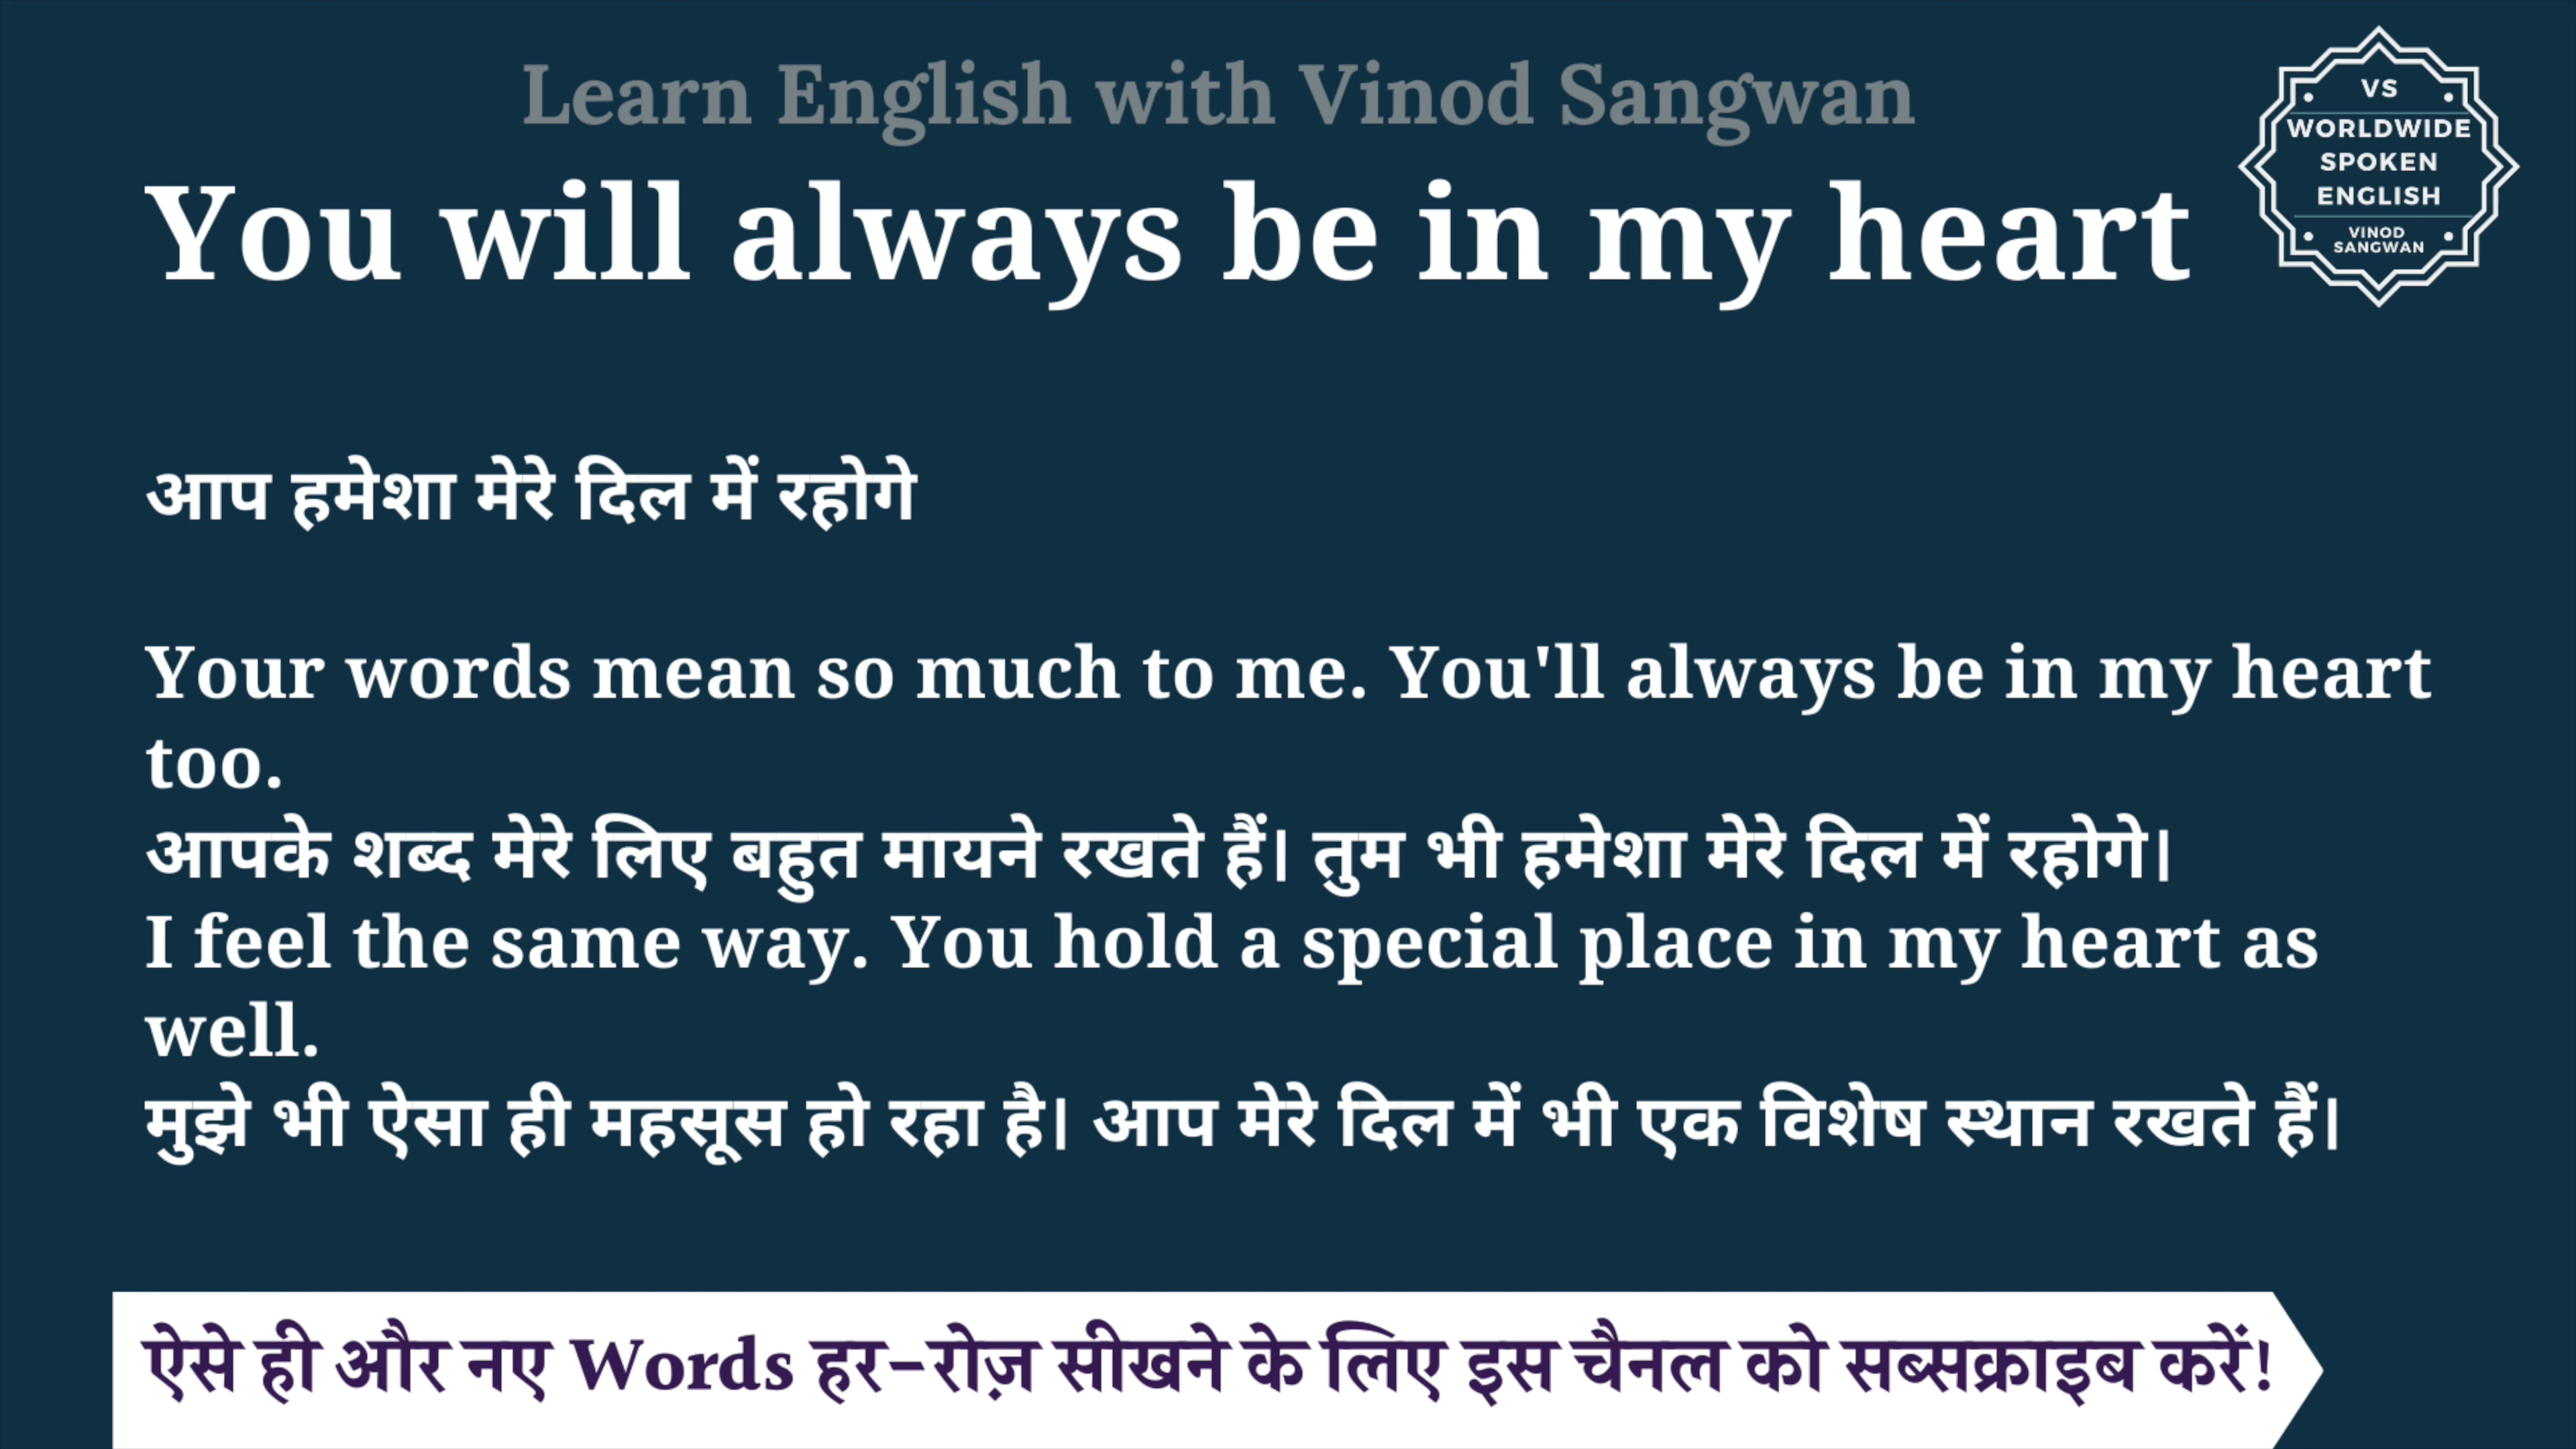 Learn English with Vinod Sangwan
VS
WORLDWIDE
SPOKEN
ENGLISH
VINOD
SANGWAN
You will always be in my heart
आप हमेशा मेरे दिल में रहोगे
Your words mean so much to me. You'll always be in my heart
too.
आपके शब्द मेरे लिए बहुत मायने रखते हैं। तुम भी हमेशा मेरे दिल में रहोगे।
I feel the same way. You hold a special place in my heart as
well.
मुझे भी ऐसा ही महसूस हो रहा है। आप मेरे दिल में भी एक विशेष स्थान रखते हैं।
ऐसे ही और नए Words हर-रोज़ सीखने के लिए इस चैनल को सब्सक्राइब करें!